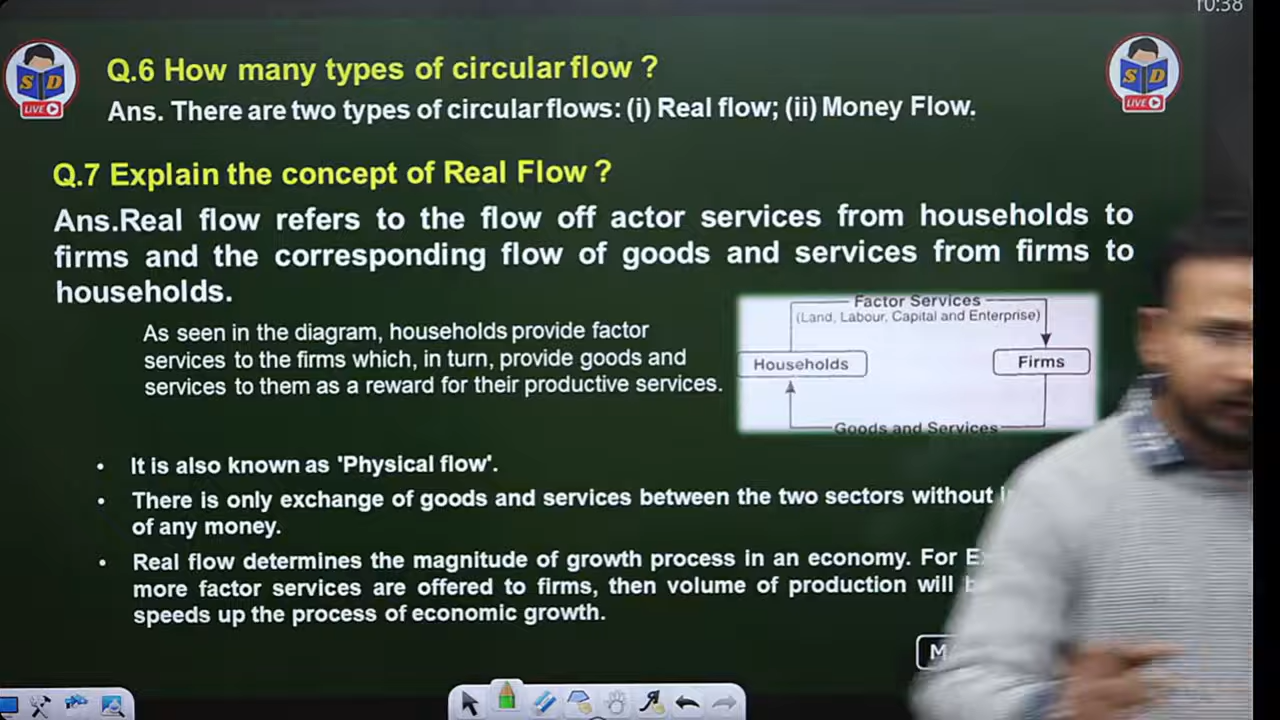 10:38
S D
LIVE
S D
LIVE
Q.6 How many types of circular flow ?
Ans. There are two types of circular flows: (i) Real flow; (ii) Money Flow.
Q.7 Explain the concept of Real Flow ?
Ans.Real flow refers to the flow off actor services from households to
firms and the corresponding flow of goods and services from firms to
households.
As seen in the diagram, households provide factor
services to the firms which, in turn, provide goods and
services to them as a reward for their productive services.
Factor Services
(Land, Labour, Capital and Enterprise)
Households
Firms
Goods and Services
• It is also known as 'Physical flow'.
• There is only exchange of goods and services between the two sectors without
of any money.
• Real flow determines the magnitude of growth process in an economy. For
more factor services are offered to firms, then volume of production will
speeds up the process of economic growth.